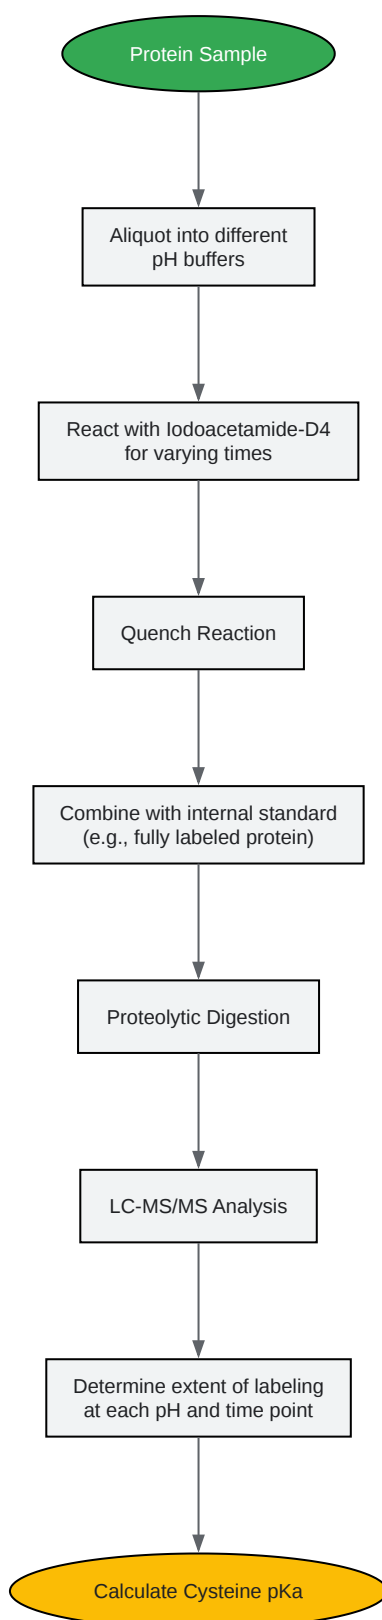 Protein Sample
Aliquot into different
pH buffers
React with Iodoacetamide-D4
for varying times
Quench Reaction
Combine with internal standard
(e.g., fully labeled protein)
Proteolytic Digestion
LC-MS/MS Analysis
Determine extent of labeling
at each pH and time point
Calculate Cysteine pKa